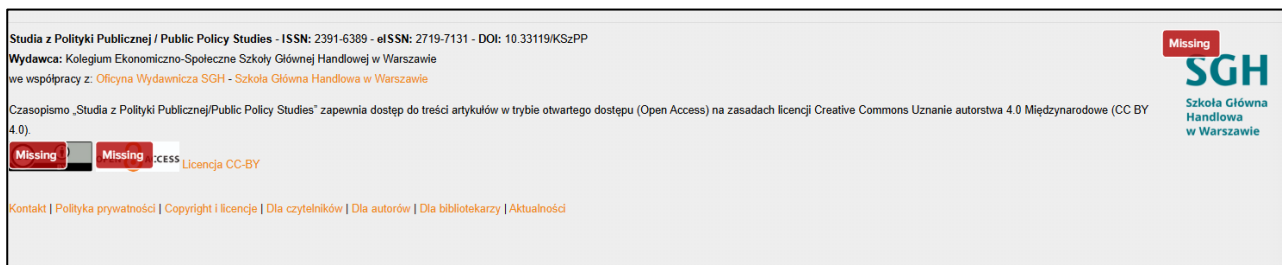 Studia z Polityki Publicznej / Public Policy Studies - ISSN: 2391-6389 - eISSN: 2719-7131 - DOI: 10.33119/KSzPP
Wydawca: Kolegium Ekonomiczno-Społeczne Szkoły Głównej Handlowej w Warszawie
we współpracy z: Oficyna Wydawnicza SGH - Szkoła Główna Handlowa w Warszawie
Missing
SGH
Szkoła Główna
Handlowa
w Warszawie
Czasopismo „Studia z Polityki Publicznej/Public Policy Studies” zapewnia dostęp do treści artykułów w trybie otwartego dostępu (Open Access) na zasadach licencji Creative Commons Uznanie autorstwa 4.0 Międzynarodowe (CC BY
4.0).
Missing Missing Licencja CC-BY
Kontakt | Polityka prywatności | Copyright i licencje | Dla czytelników | Dla autorów | Dla bibliotekarzy | Aktualności